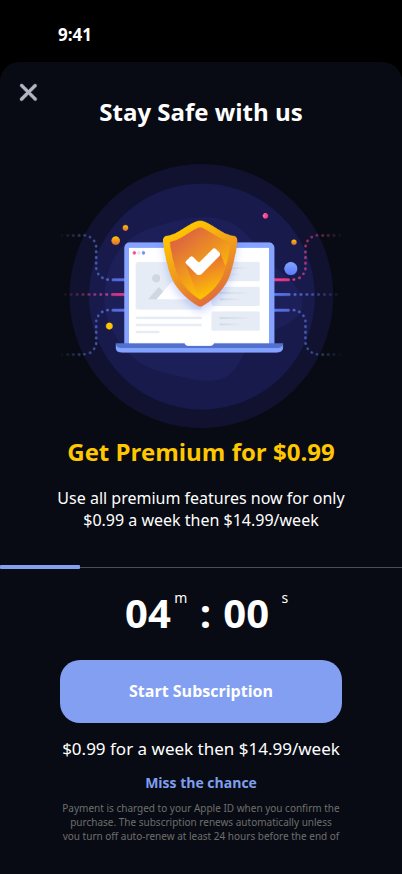 9:41
Stay Safe with us
Get Premium for $0.99
Use all premium features now for only
$0.99 a week then $14.99/week
04 m : 00 s
Start Subscription
$0.99 for a week then $14.99/week
Miss the chance
Payment is charged to your Apple ID when you confirm the
purchase. The subscription renews automatically unless
you turn off auto-renew at least 24 hours before the end of